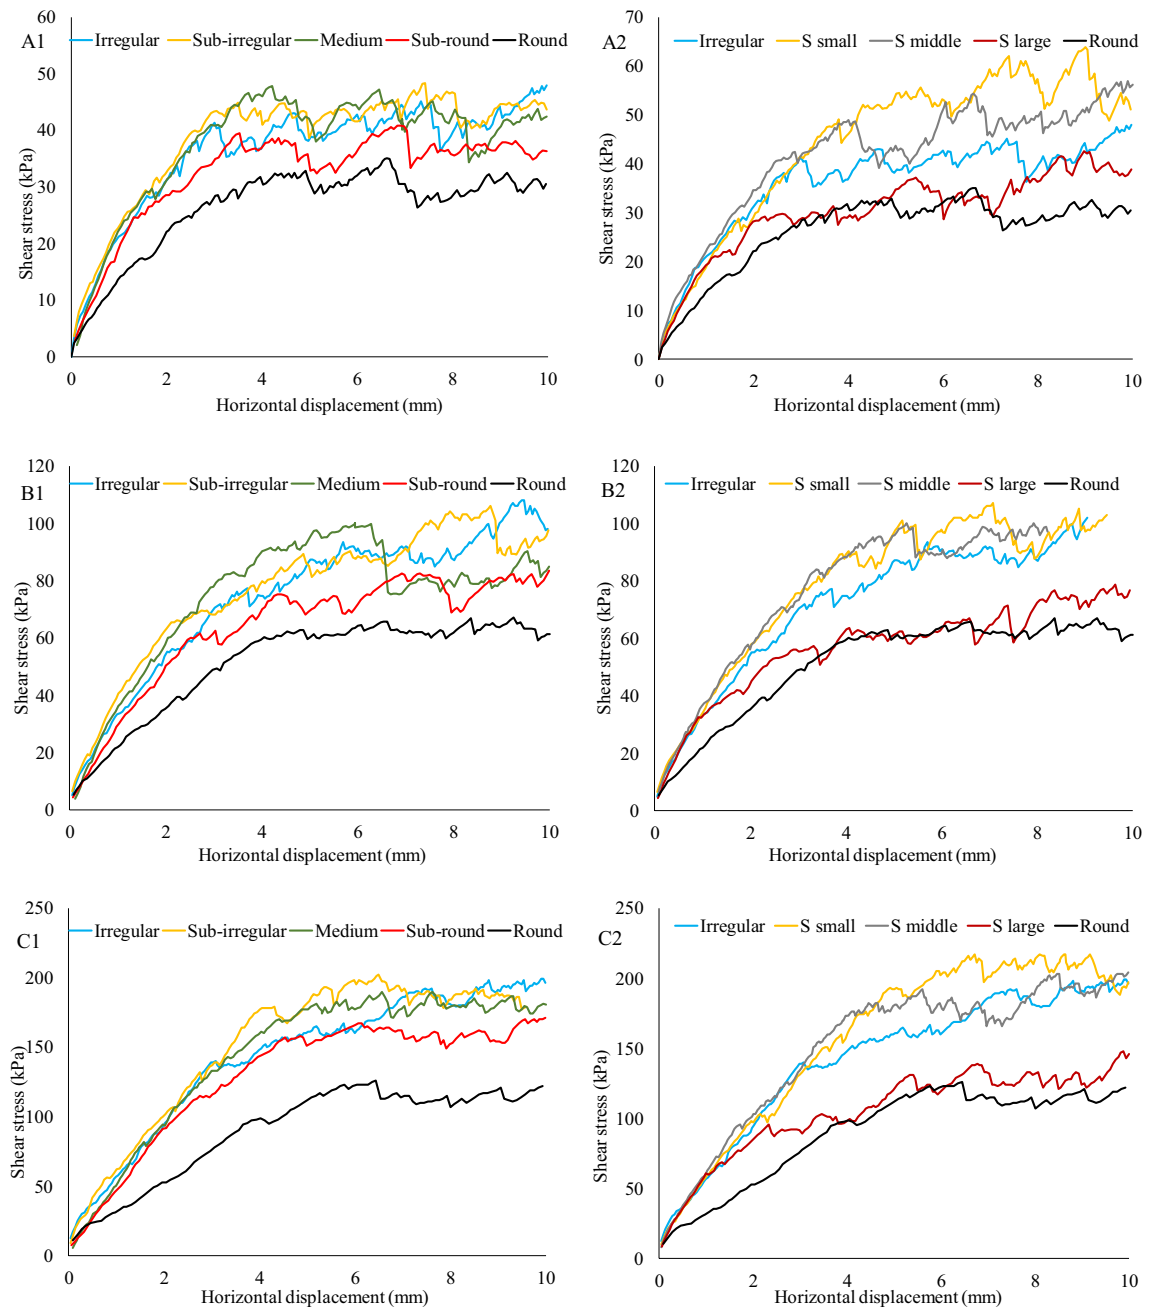 A1
Irregular Sub-irregular Medium Sub-round Round
60
50
40
30
20
10
0
Shear stress (kPa)
0 2 4 6 8 10
Horizontal displacement (mm)
A2
Irregular S small S middle S large Round
70
60
50
40
30
20
10
0
Shear stress (kPa)
0 2 4 6 8 10
Horizontal displacement (mm)
B1
Irregular Sub-irregular Medium Sub-round Round
120
100
80
60
40
20
0
Shear stress (kPa)
0 2 4 6 8 10
Horizontal displacement (mm)
B2
Irregular S small S middle S large Round
120
100
80
60
40
20
0
Shear stress (kPa)
0 2 4 6 8 10
Horizontal displacement (mm)
C1
Irregular Sub-irregular Medium Sub-round Round
250
200
150
100
50
0
Shear stress (kPa)
0 2 4 6 8 10
Horizontal displacement (mm)
C2
Irregular S small S middle S large Round
250
200
150
100
50
0
Shear stress (kPa)
0 2 4 6 8 10
Horizontal displacement (mm)